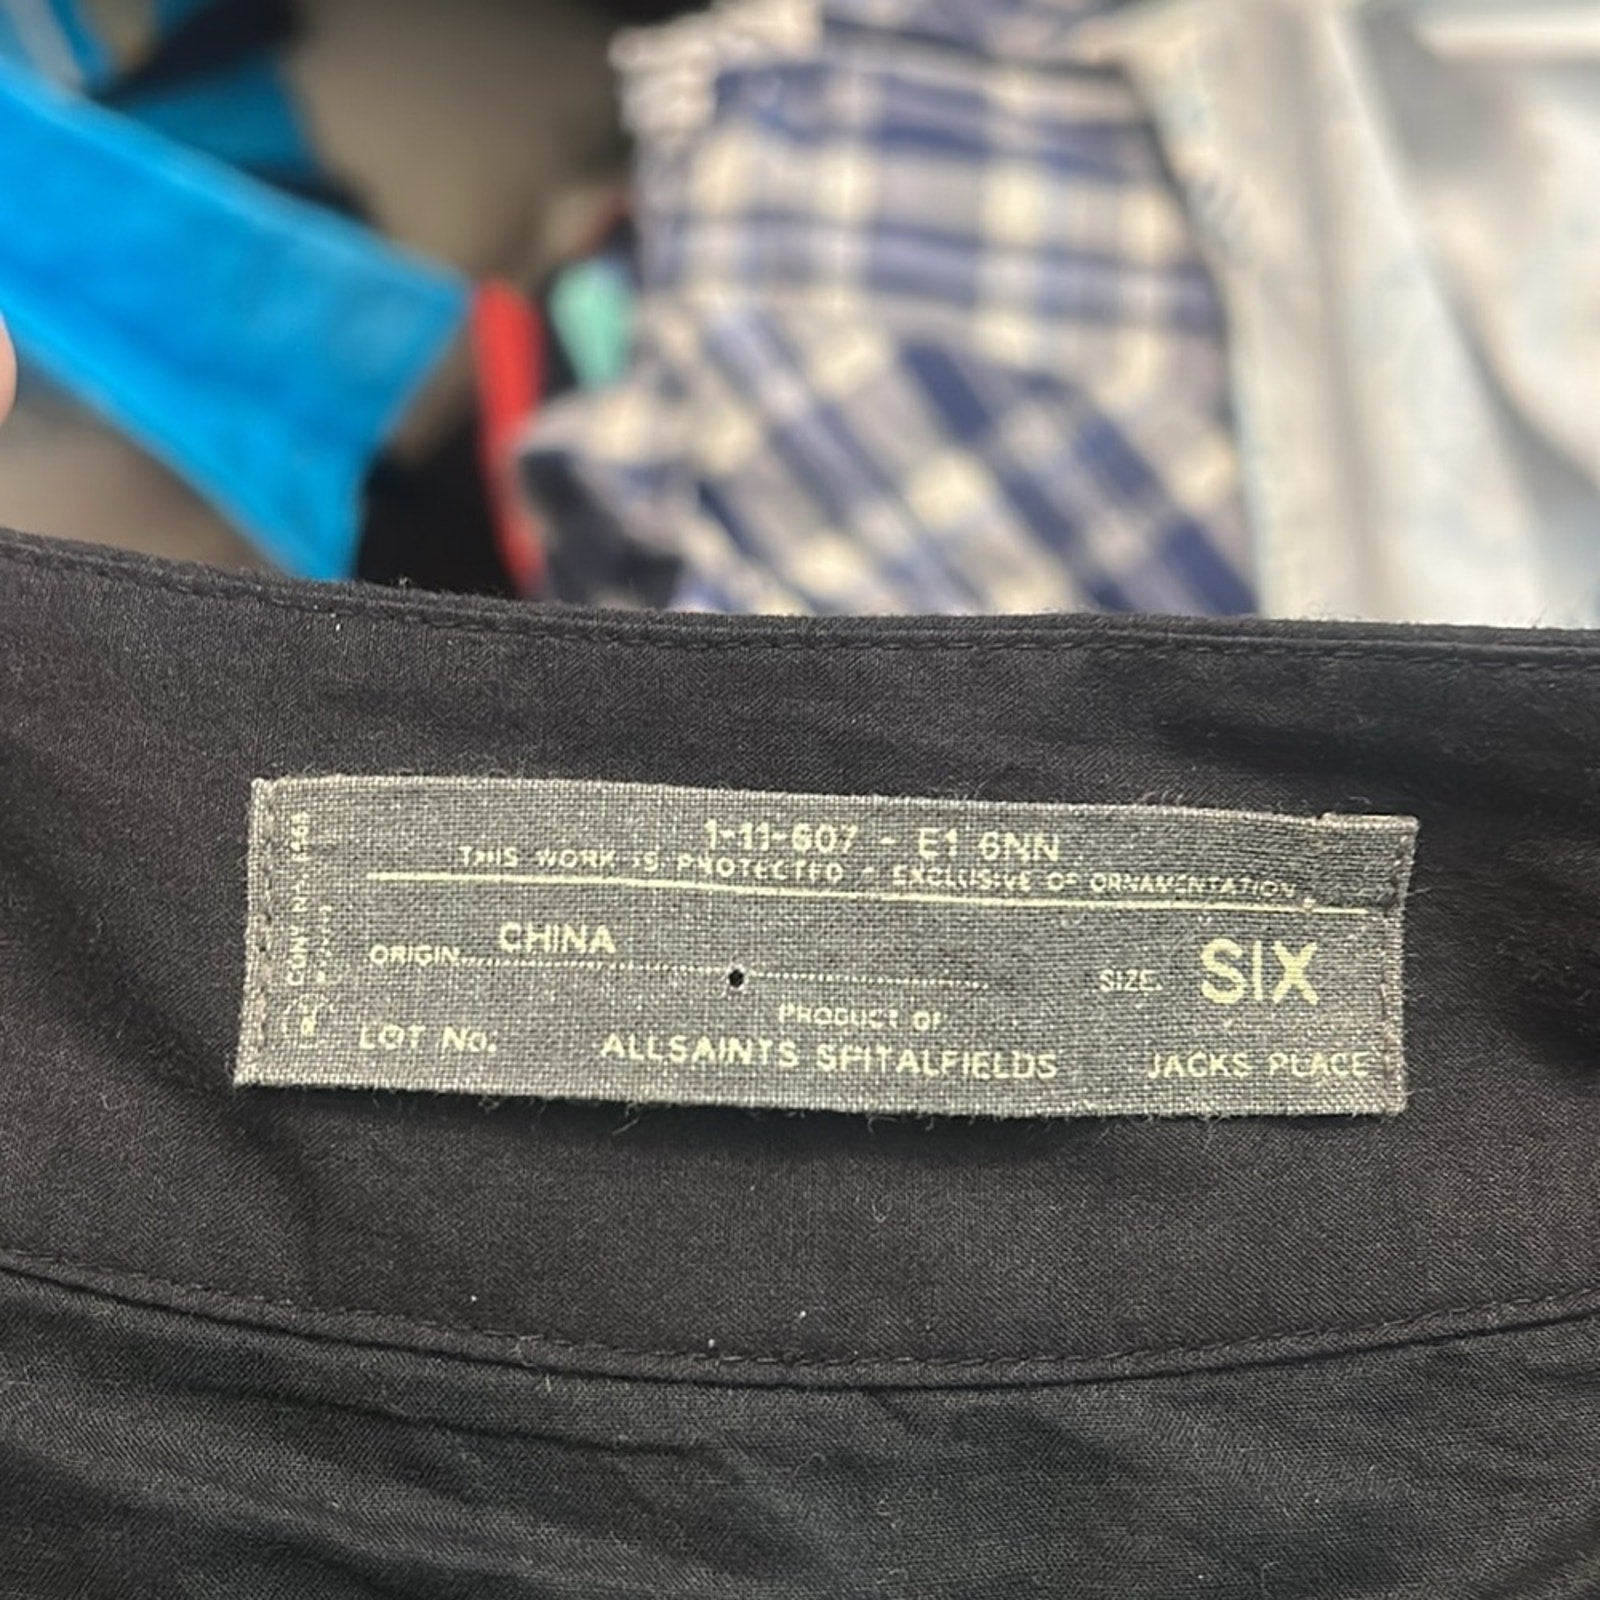 1-11-607 - E1 6NN
THIS WORK IS PROTECTED - EXCLUSIVE OF ORNAMENTATION
ORIGIN CHINA
SIZE. SIX
PRODUCT OF
LOT No: ALLSAINTS SPITALFIELDS JACKS PLACE
CONT